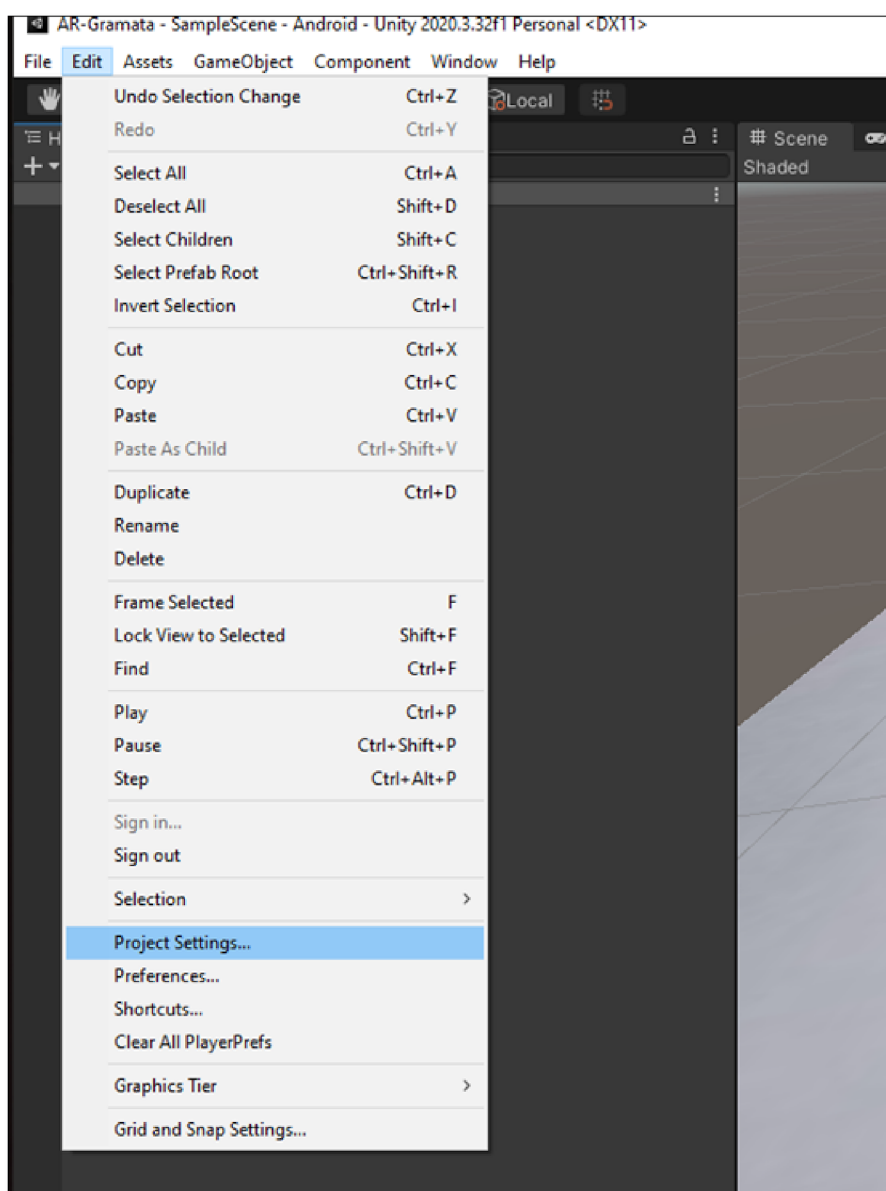 AR-Gramata - SampleScene - Android - Unity 2020.3.32f1 Personal <DX11>
File Edit Assets GameObject Component Window Help
Local
Scene
Shaded
Undo Selection Change Ctrl+Z
Redo Ctrl+Y
Select All Ctrl+A
Deselect All Shift+D
Select Children Shift+C
Select Prefab Root Ctrl+Shift+R
Invert Selection Ctrl+I
Cut Ctrl+X
Copy Ctrl+C
Paste Ctrl+V
Paste As Child Ctrl+Shift+V
Duplicate Ctrl+D
Rename
Delete
Frame Selected F
Lock View to Selected Shift+F
Find Ctrl+F
Play Ctrl+P
Pause Ctrl+Shift+P
Step Ctrl+Alt+P
Sign in...
Sign out
Selection >
Project Settings...
Preferences...
Shortcuts...
Clear All PlayerPrefs
Graphics Tier >
Grid and Snap Settings...